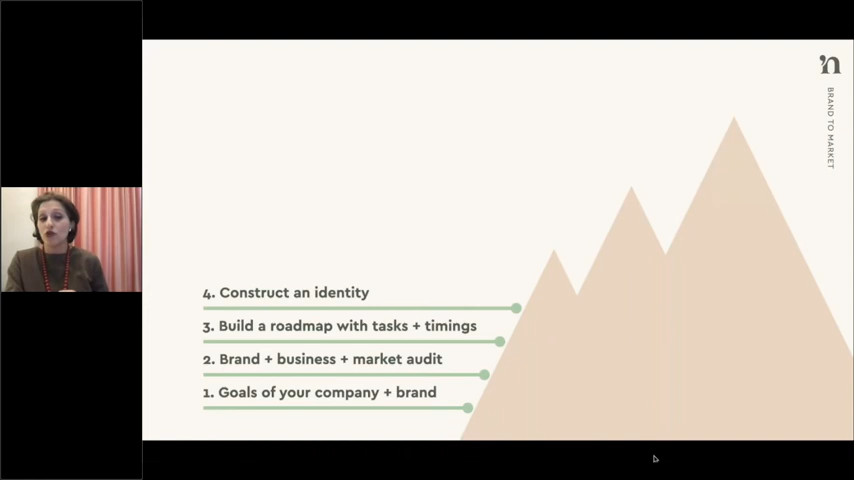 'n
BRAND TO MARKET
4. Construct an identity
3. Build a roadmap with tasks + timings
2. Brand + business + market audit
1. Goals of your company + brand